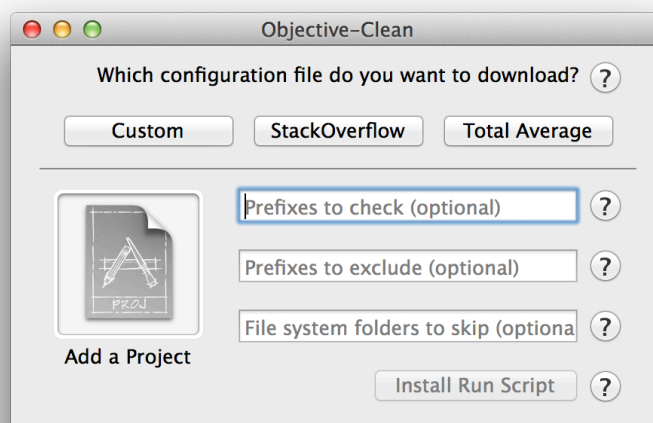 Objective-Clean
Which configuration file do you want to download? ?
Custom StackOverflow Total Average
Prefixes to check (optional) ?
Prefixes to exclude (optional) ?
File system folders to skip (optiona ?
PROJ
Add a Project
Install Run Script ?